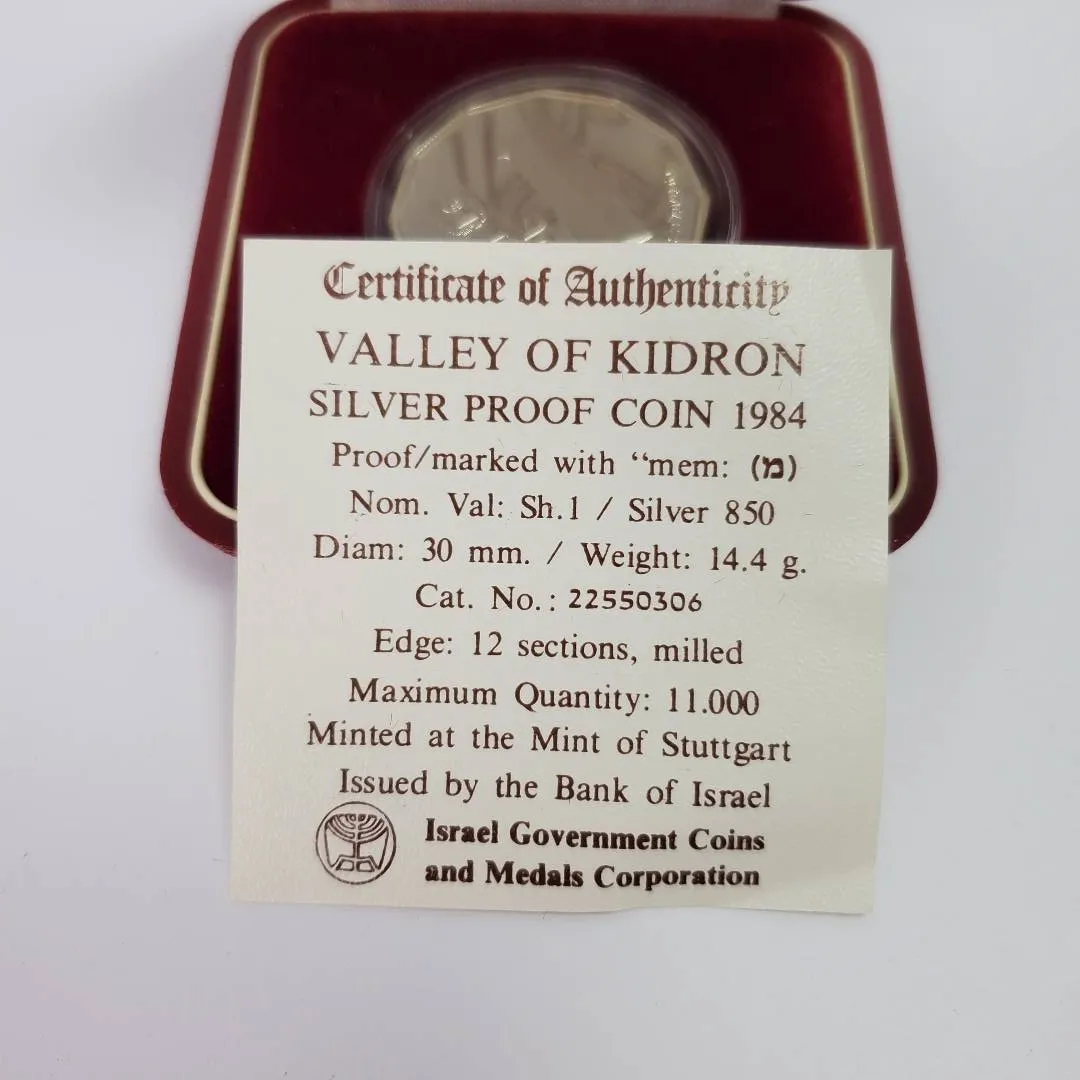 Certificate of Authenticity
VALLEY OF KIDRON
SILVER PROOF COIN 1984
Proof/marked with “mem: (מ)
Nom. Val: Sh.1 / Silver 850
Diam: 30 mm. / Weight: 14.4 g.
Cat. No.: 22550306
Edge: 12 sections, milled
Maximum Quantity: 11.000
Minted at the Mint of Stuttgart
Issued by the Bank of Israel
Israel Government Coins
and Medals Corporation